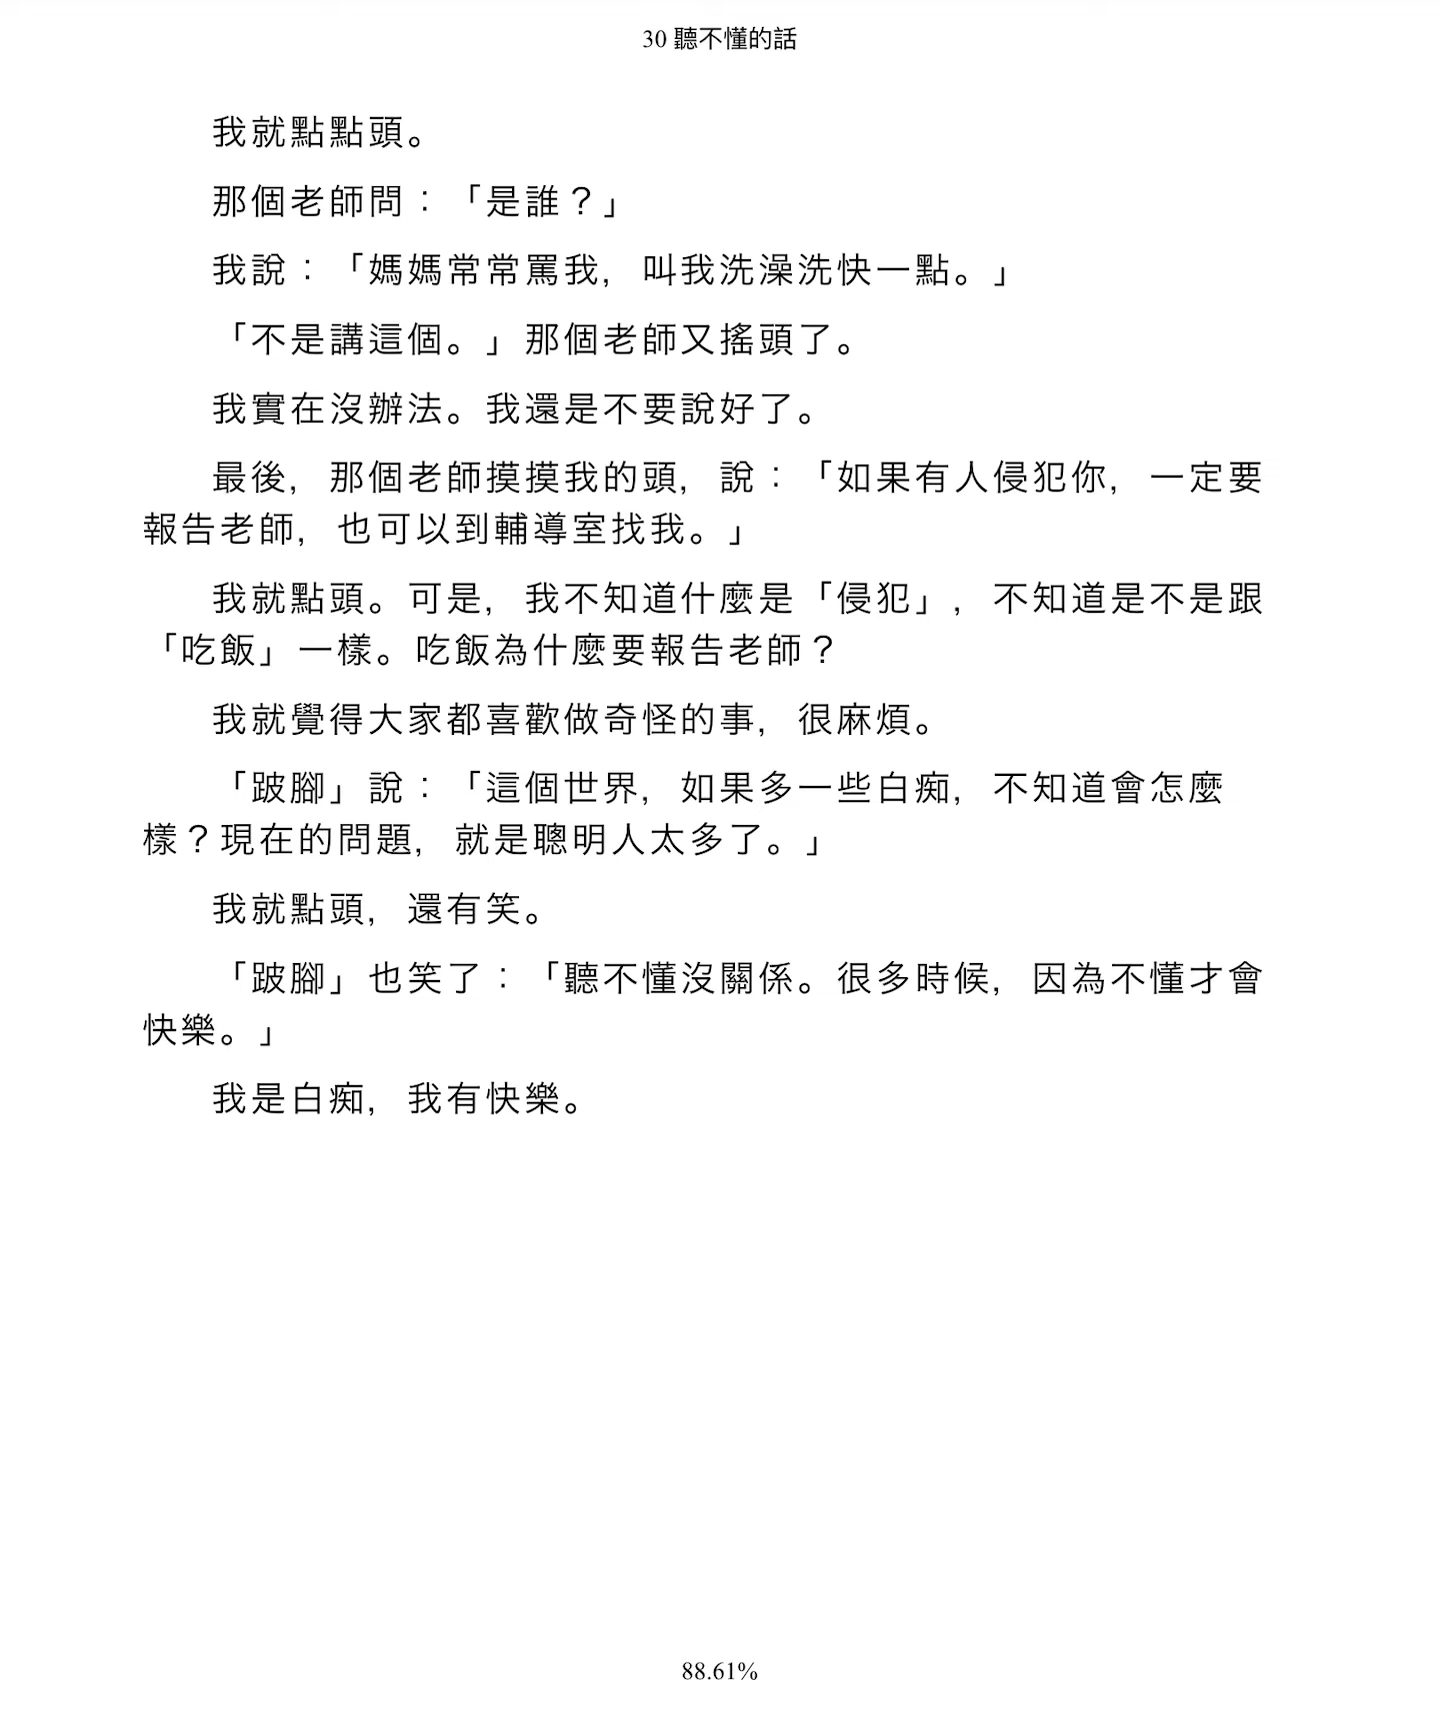 30 聽不懂的話
我就點點頭。
那個老師問：「是誰？」
我說：「媽媽常常罵我，叫我洗澡洗快一點。」
「不是講這個。」那個老師又搖頭了。
我實在沒辦法。我還是不要說好了。
最後，那個老師摸摸我的頭，說：「如果有人侵犯你，一定要
報告老師，也可以到輔導室找我。」
我就點頭。可是，我不知道什麼是「侵犯」，不知道是不是跟
「吃飯」一樣。吃飯為什麼要報告老師？
我就覺得大家都喜歡做奇怪的事，很麻煩。
「跛腳」說：「這個世界，如果多一些白痴，不知道會怎麼
樣？現在的問題，就是聰明人太多了。」
我就點頭，還有笑。
「跛腳」也笑了：「聽不懂沒關係。很多時候，因為不懂才會
快樂。」
我是白痴，我有快樂。
88.61%